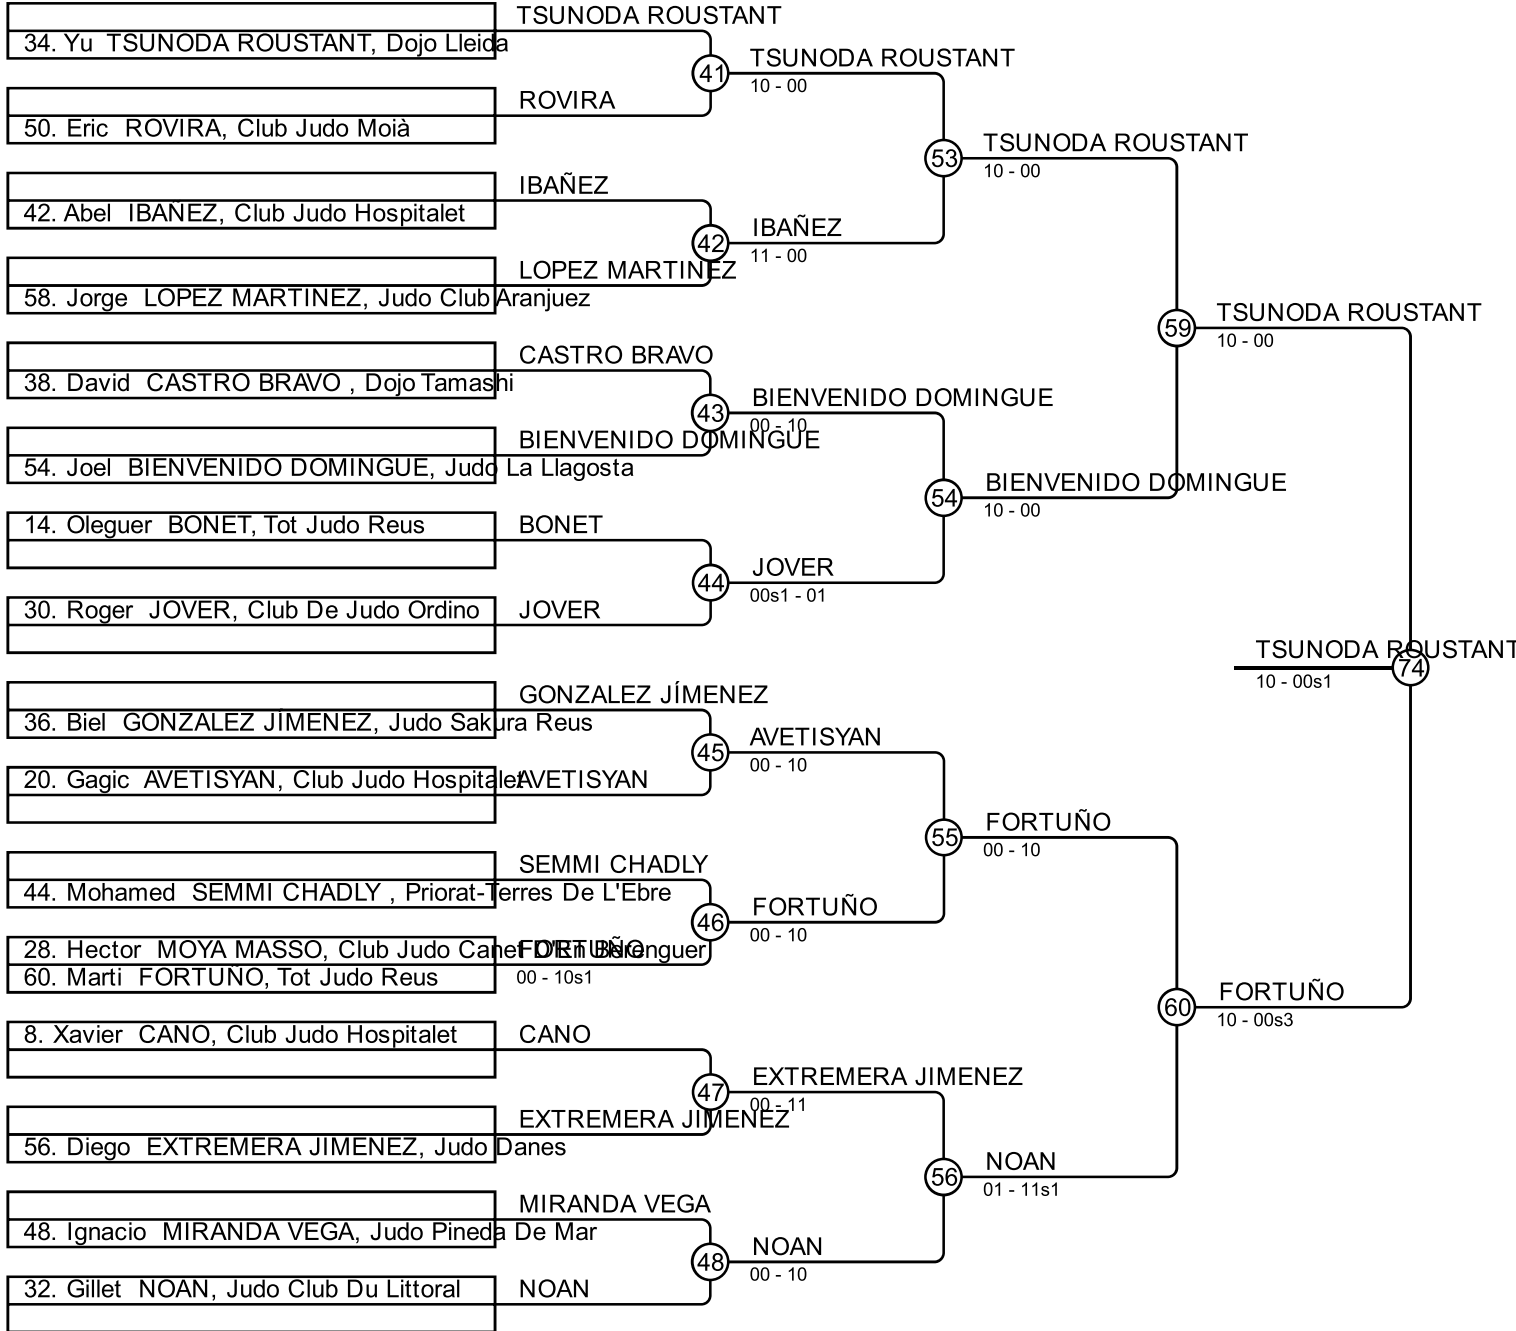 TSUNODA ROUSTANT
34. Yu TSUNODA ROUSTANT, Dojo Lleida
41
TSUNODA ROUSTANT
10 - 00
ROVIRA
50. Eric ROVIRA, Club Judo Moià
53
TSUNODA ROUSTANT
10 - 00
IBAÑEZ
42. Abel IBAÑEZ, Club Judo Hospitalet
42
IBAÑEZ
11 - 00
LOPEZ MARTINEZ
58. Jorge LOPEZ MARTINEZ, Judo Club Aranjuez
59
TSUNODA ROUSTANT
10 - 00
CASTRO BRAVO
38. David CASTRO BRAVO , Dojo Tamashi
43
BIENVENIDO DOMINGUE
00 - 10
BIENVENIDO DOMINGUE
54. Joel BIENVENIDO DOMINGUE, Judo La Llagosta
54
BIENVENIDO DOMINGUE
10 - 00
14. Oleguer BONET, Tot Judo Reus
BONET
44
JOVER
00s1 - 01
30. Roger JOVER, Club De Judo Ordino
JOVER
TSUNODA ROUSTANT
74
10 - 00s1
GONZALEZ JÍMENEZ
36. Biel GONZALEZ JÍMENEZ, Judo Sakura Reus
45
AVETISYAN
00 - 10
20. Gagic AVETISYAN, Club Judo Hospitalet
AVETISYAN
55
FORTUÑO
00 - 10
SEMMI CHADLY
44. Mohamed SEMMI CHADLY , Priorat-Terres De L'Ebre
46
FORTUÑO
00 - 10
28. Hector MOYA MASSO, Club Judo Canet D'En Berenguer
FORTUÑO
60. Marti FORTUÑO, Tot Judo Reus
00 - 10s1
60
FORTUÑO
10 - 00s3
8. Xavier CANO, Club Judo Hospitalet
CANO
47
EXTREMERA JIMENEZ
00 - 11
EXTREMERA JIMENEZ
56. Diego EXTREMERA JIMENEZ, Judo Danes
56
NOAN
01 - 11s1
MIRANDA VEGA
48. Ignacio MIRANDA VEGA, Judo Pineda De Mar
48
NOAN
00 - 10
32. Gillet NOAN, Judo Club Du Littoral
NOAN